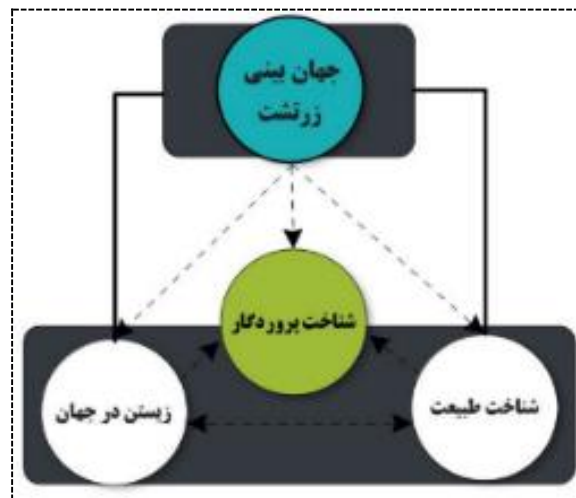 جهان بینی
زرتشت
شناخت پروردگار
شناخت طبیعت
زیستن در جهان